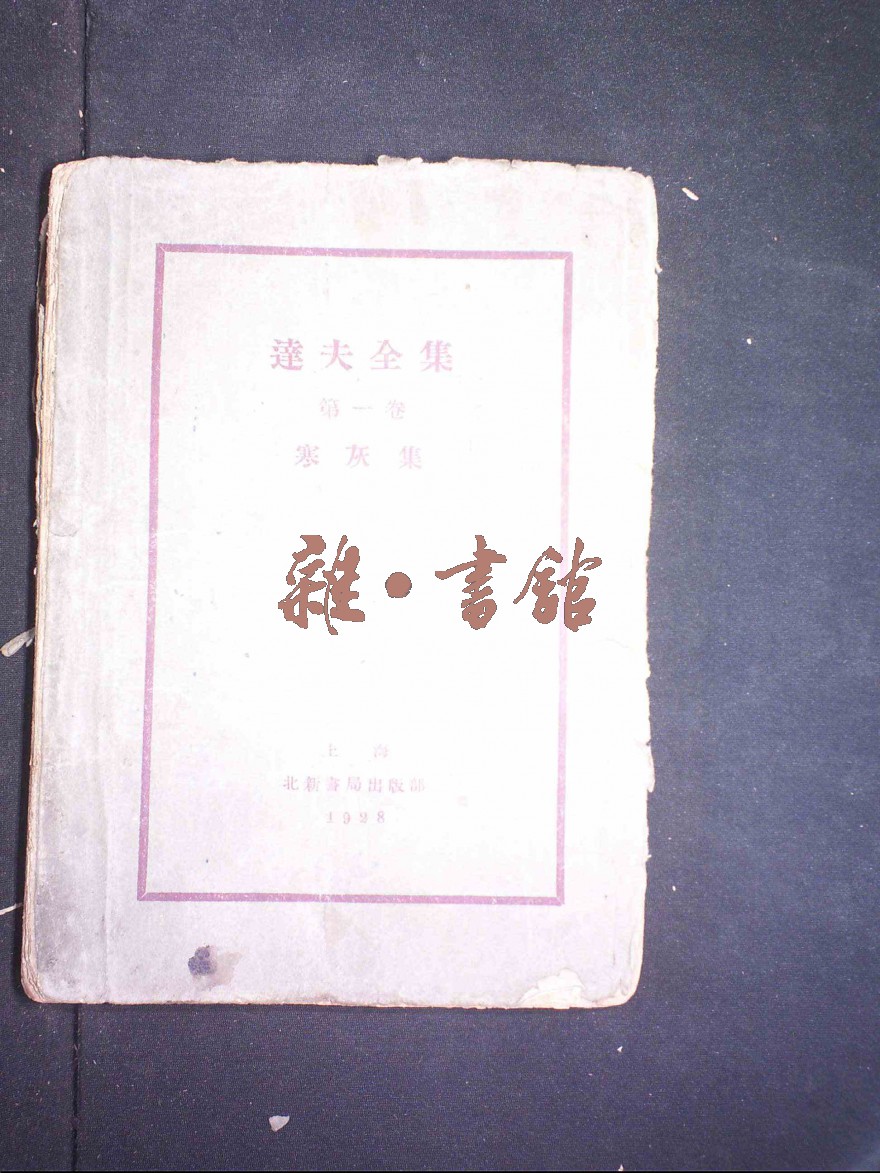 達夫全集
第一卷
寒灰集
雜•書館
上海
北新書局出版部
1928